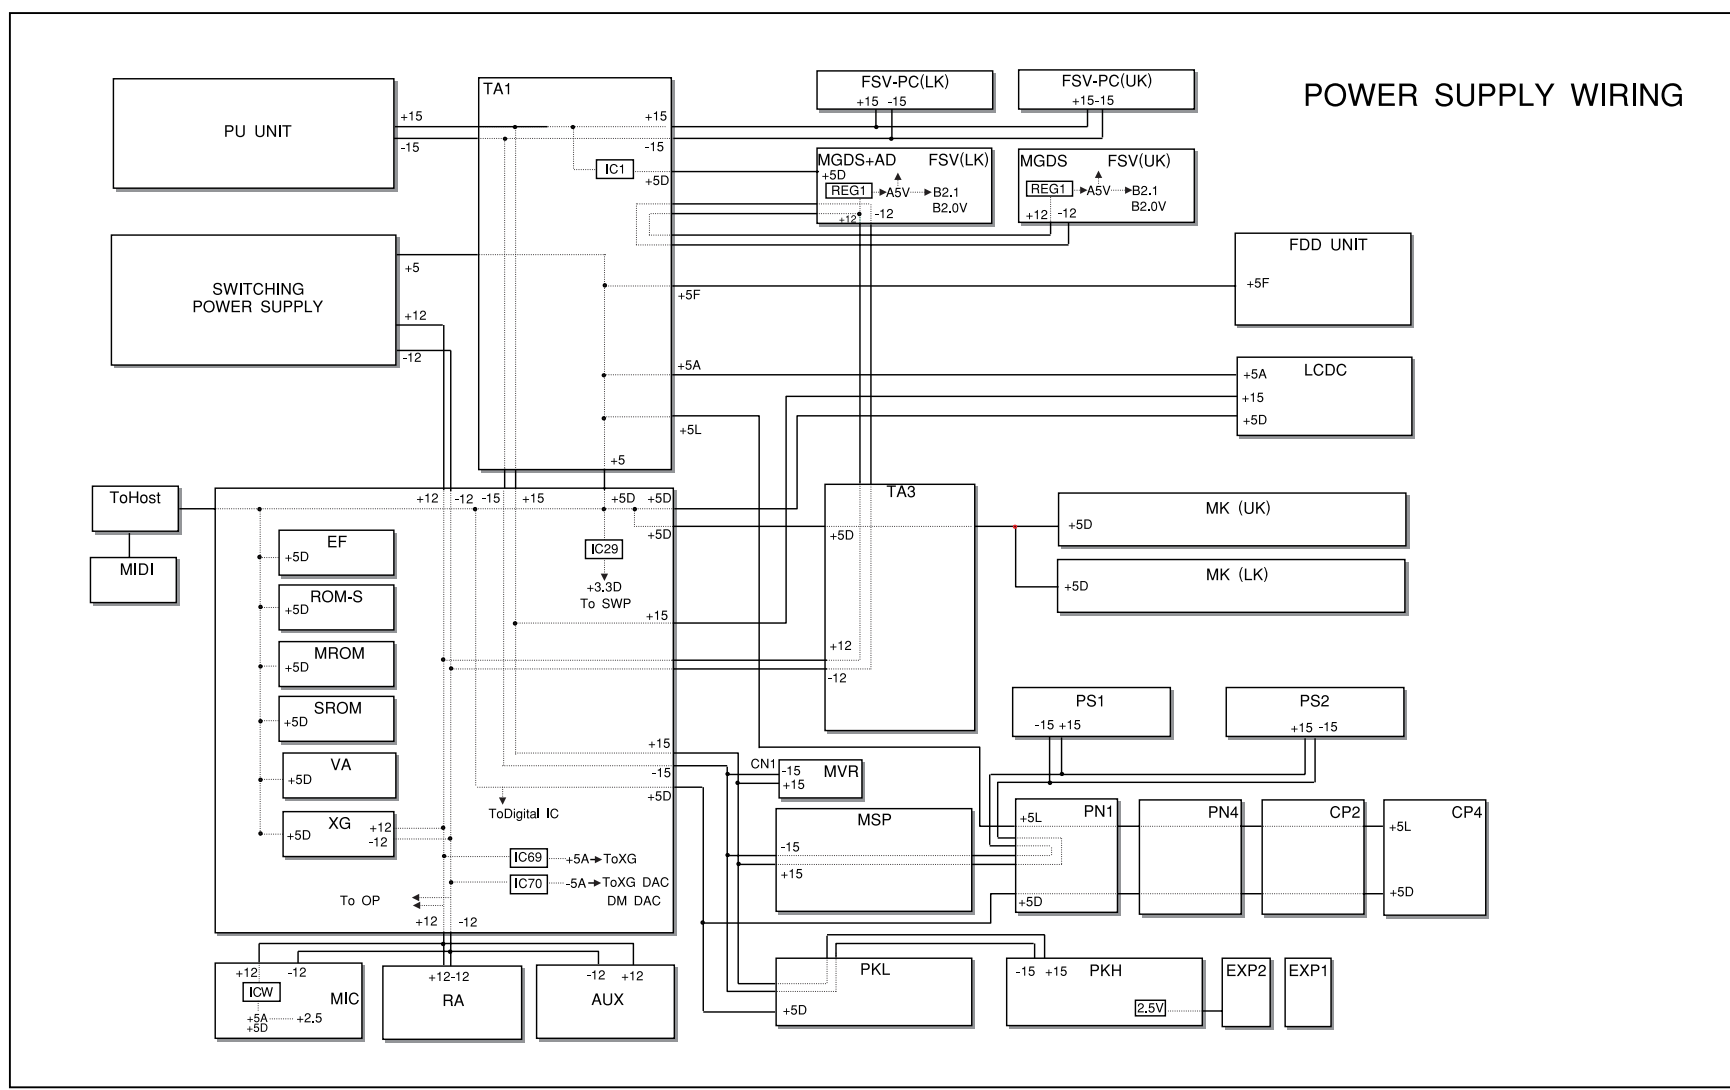 POWER SUPPLY WIRING
PU UNIT
+15
-15
TA1
+15
-15
IC1
+5D
FSV-PC(LK)
+15 -15
FSV-PC(UK)
+15-15
MGDS+AD FSV(LK)
+5D
REG1 A5V B2.1
B2.0V
+12 -12
MGDS FSV(UK)
REG1 A5V B2.1
B2.0V
+12 -12
SWITCHING
POWER SUPPLY
+5
+12
-12
+5F
+5A
+5L
+5
FDD UNIT
+5F
LCDC
+5A
+15
+5D
ToHost
MIDI
+12 -12 -15 +15 +5D +5D
+5D
EF
+5D
ROM-S
+5D
MROM
+5D
SROM
+5D
VA
+5D
XG
+5D
+12
-12
IC29
+3.3D
To SWP
+15
+15
-15
+5D
ToDigital IC
IC69 +5A ToXG
IC70 -5A ToXG DAC
DM DAC
To OP
+12 -12
TA3
+5D
+12
-12
MK (UK)
+5D
MK (LK)
+5D
PS1
-15 +15
PS2
+15 -15
CN1
-15
+15
MVR
MSP
-15
+15
PN1
+5L
+5D
PN4
CP2
CP4
+5L
+5D
+12 -12
ICW
MIC
+5A +2.5
+5D
+12-12
RA
-12 +12
AUX
PKL
+5D
-15 +15 PKH
2.5V
EXP2
EXP1